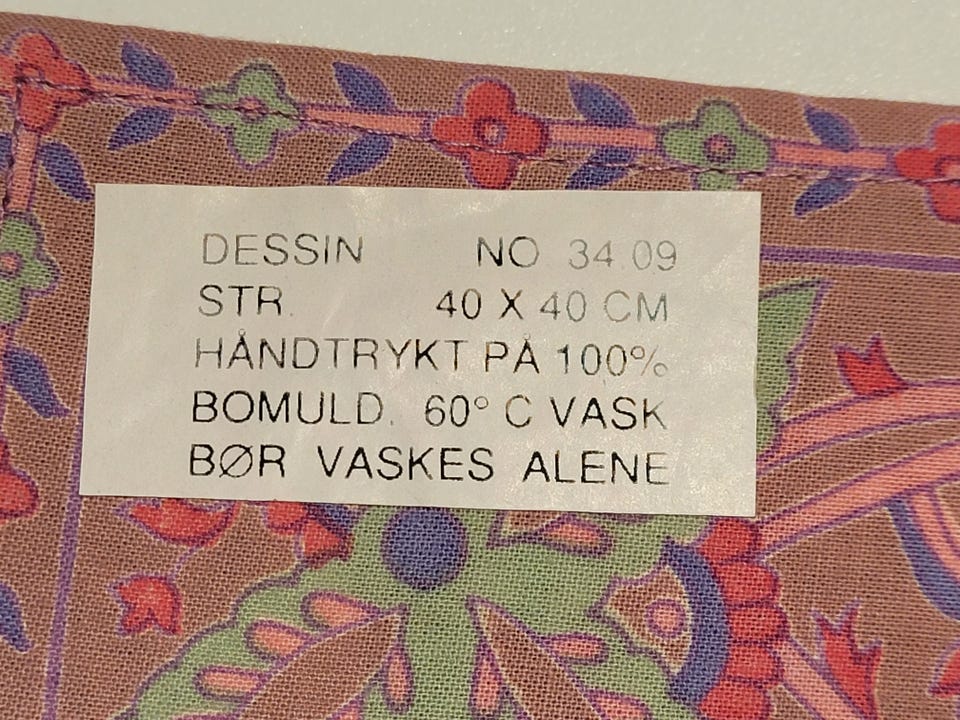 DESSIN NO 34.09
STR. 40 X 40 CM
HÅNDTRYKT PÅ 100%
BOMULD. 60° C VASK
BØR VASKES ALENE